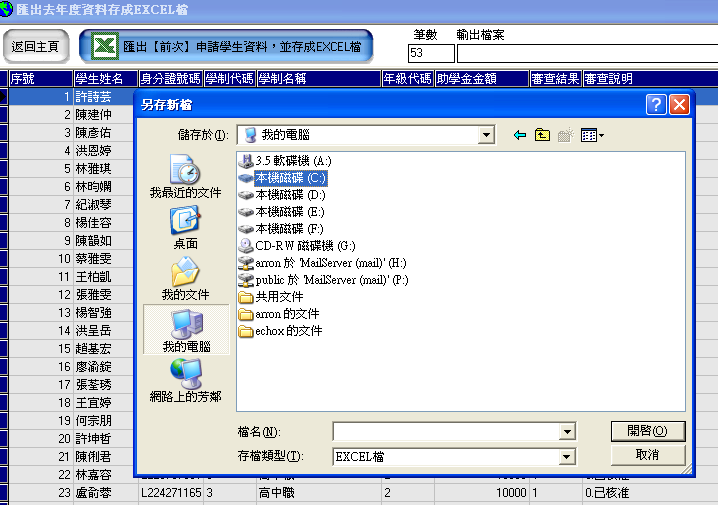 匯出去年度資料存成EXCEL檔
返回主頁
匯出【前次】申請學生資料，並存成EXCEL檔
筆數
輸出檔案
53
序號 學生姓名 身分證號碼 學制代碼 學制名稱 年級代碼 助學金金額 審查結果 審查說明
另存新檔
儲存於(I):
我的電腦
我最近的文件
桌面
我的文件
我的電腦
網路上的芳鄰
3.5 軟碟機 (A:)
本機磁碟 (C:)
本機磁碟 (D:)
本機磁碟 (E:)
本機磁碟 (F:)
CD-RW 磁碟機 (G:)
arron 於 'MailServer (mail)' (H:)
public 於 'MailServer (mail)' (P:)
共用文件
arron 的文件
echox 的文件
檔名(N):
開啓(O)
存檔類型(T):
EXCEL檔
取消
1 許詩芸
2 陳建仲
3 陳彥佑
4 洪恩婷
5 林雅琪
6 林昀嫻
7 紀淑琴
8 楊佳容
9 陳韻如
10 蔡雅雯
11 王柏凱
12 張雅雯
13 楊智強
14 洪呈岳
15 趙基宏
16 廖渝錠
17 張荃琇
18 王宜婷
19 何宗朋
20 許坤哲
21 陳俐君
22 林嘉容
23 盧俞蓉 L224271165 3 高中職 2 10000 1 0.已核准